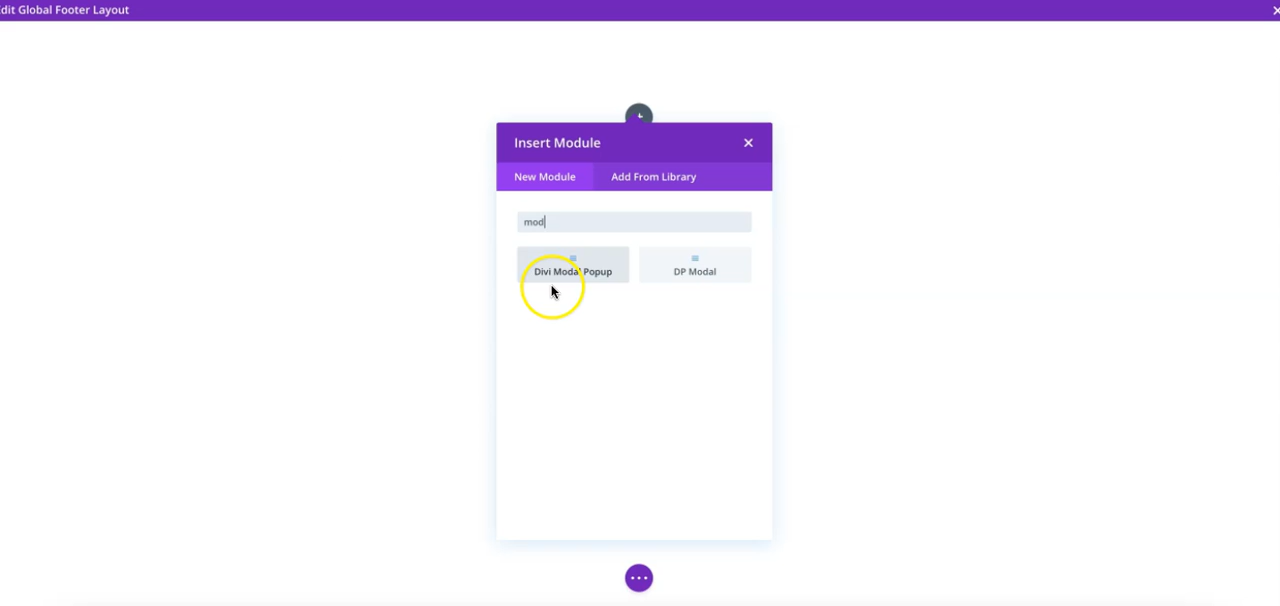 dit Global Footer Layout
Insert Module
New Module
Add From Library
mod
Divi Modal Popup
DP Modal